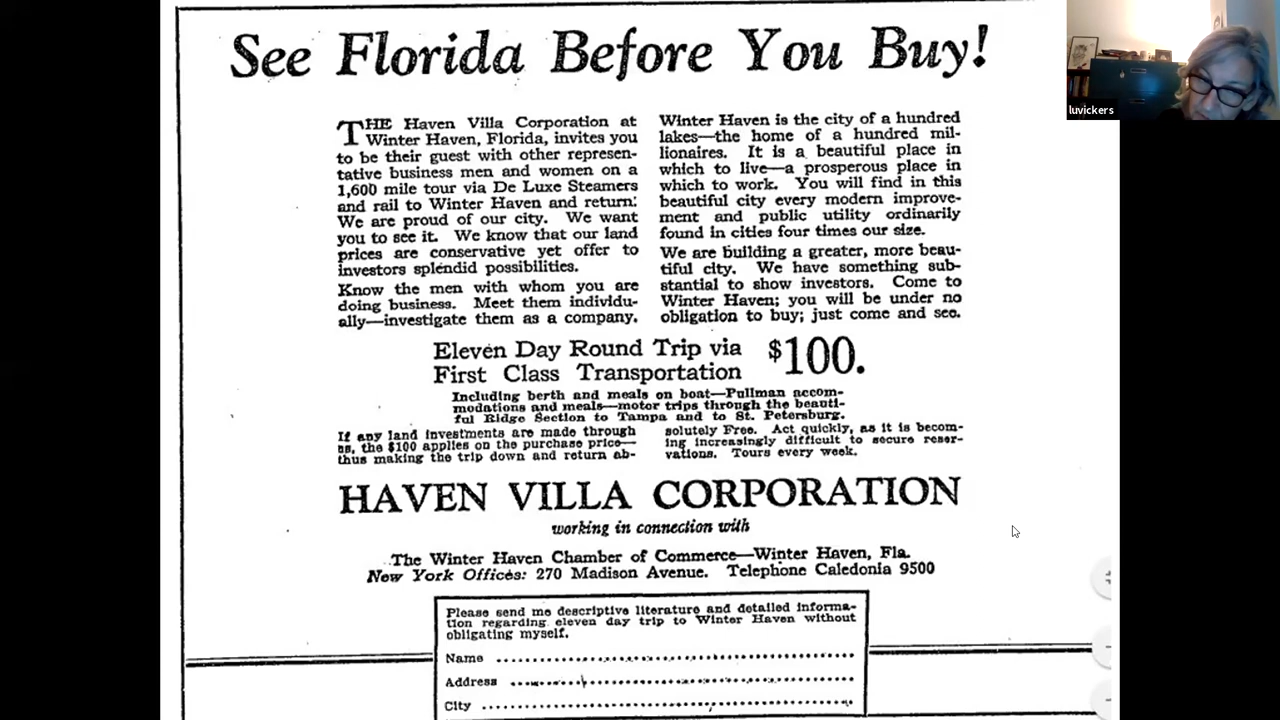 See Florida Before You Buy!
THE Haven Villa Corporation at
Winter Haven, Florida, invites you
to be their guest with other represen-
tative business men and women on a
1,600 mile tour via De Luxe Steamers
and rail to Winter Haven and return.
We are proud of our city. We want
you to see it. We know that our land
prices are conservative yet offer to
investors splendid possibilities.
Know the men with whom you are
doing business. Meet them individu-
ally—investigate them as a company.
Winter Haven is the city of a hundred
lakes—the home of a hundred mil-
lionaires. It is a beautiful place in
which to live—a prosperous place in
which to work. You will find in this
beautiful city every modern improve-
ment and public utility ordinarily
found in cities four times our size.
We are building a greater, more beau-
tiful city. We have something sub-
stantial to show investors. Come to
Winter Haven; you will be under no
obligation to buy; just come and see.
Eleven Day Round Trip via
First Class Transportation
$100.
Including berth and meals on boat—Pullman accom-
modations and meals—motor trips through the beauti-
ful Ridge Section to Tampa and to St. Petersburg.
If any land investments are made through
us, the $100 applies on the purchase price—
thus making the trip down and return ab-
solutely Free. Act quickly, as it is becom-
ing increasingly difficult to secure reser-
vations. Tours every week.
HAVEN VILLA CORPORATION
working in connection with
The Winter Haven Chamber of Commerce—Winter Haven, Fla.
New York Offices: 270 Madison Avenue. Telephone Caledonia 9500
Please send me descriptive literature and detailed informa-
tion regarding eleven day trip to Winter Haven without
obligating myself.
Name
Address
City
luvickers